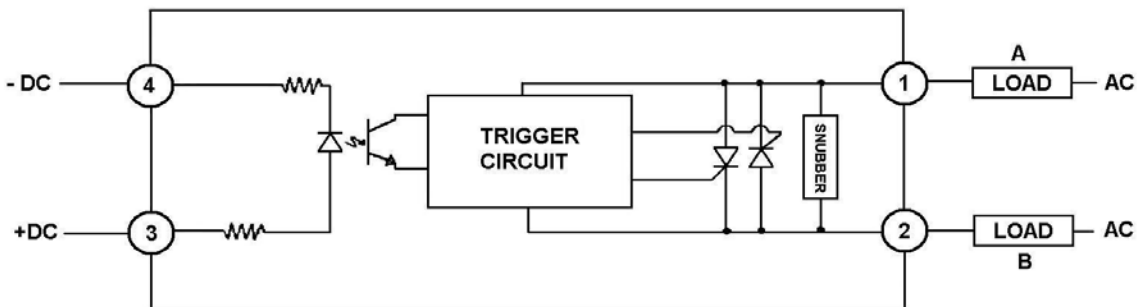 A
- DC
4
1
LOAD
AC
TRIGGER
CIRCUIT
SNUBBER
+DC
3
2
LOAD
AC
B